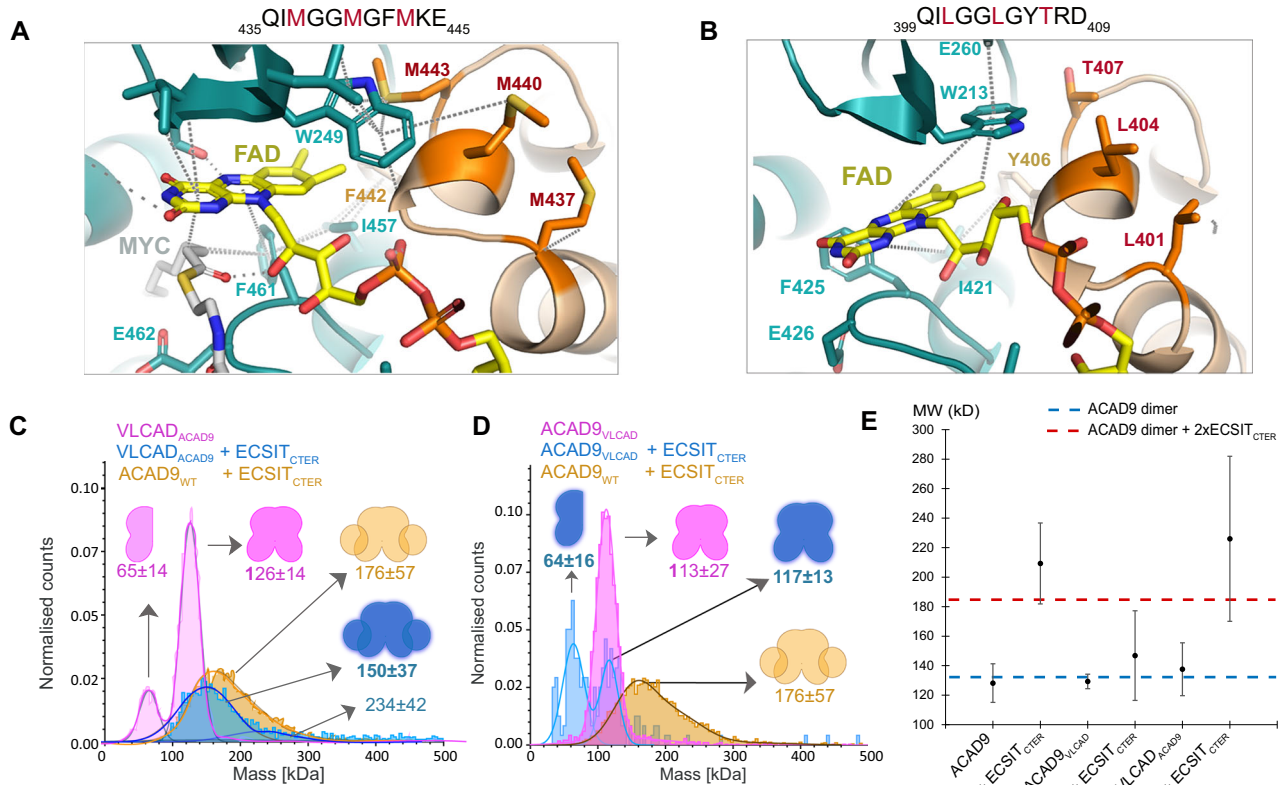 A
435QIMGGMGFMKE445
M443
M440
W249
FAD
F442
M437
I457
MYC
F461
E462
B
399QILGGLGYTRD409
E260
T407
W213
L404
FAD
Y406
L401
F425
I421
E426
C
VLCADACAD9
VLCADACAD9 + ECSITCTER
ACAD9WT + ECSITCTER
Normalised counts
0.10
0.07
0.05
0.02
0.00
65±14
126±14
176±57
150±37
234±42
0 100 200 300 400 500
Mass [kDa]
D
ACAD9VLCAD
ACAD9VLCAD + ECSITCTER
ACAD9WT + ECSITCTER
Normalised counts
0.10
0.07
0.05
0.02
0.00
64±16
113±27
117±13
176±57
0 100 200 300 400 500
Mass [kDa]
E
MW (kD)
ACAD9 dimer
ACAD9 dimer + 2xECSITCTER
300
280
260
240
220
200
180
160
140
120
100
ACAD9
ECSITCTER
ACAD9VLCAD
ECSITCTER
VLCADACAD9
ECSITCTER